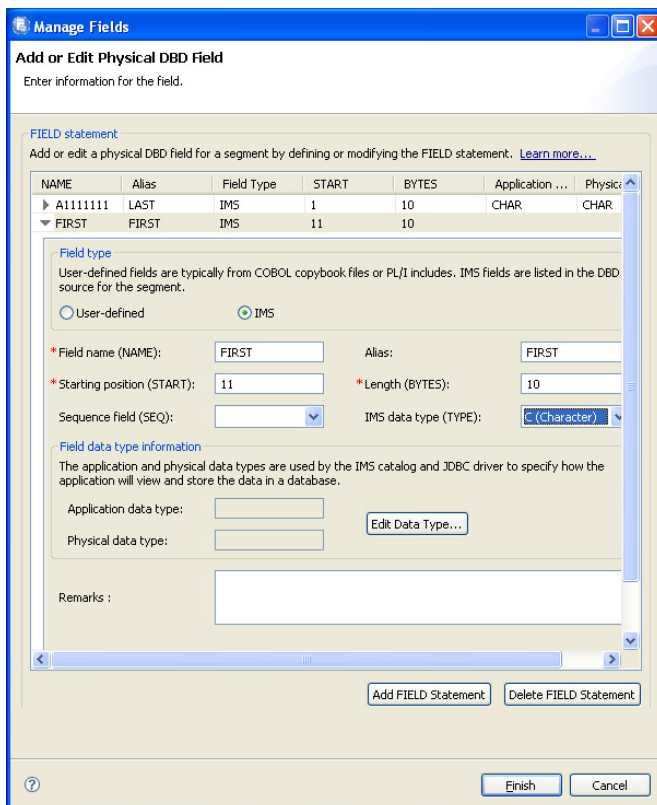 Manage Fields
Add or Edit Physical DBD Field
Enter information for the field.
FIELD statement
Add or edit a physical DBD field for a segment by defining or modifying the FIELD statement. Learn more...
NAME Alias Field Type START BYTES Application ... Physica
A1111111 LAST IMS 1 10 CHAR CHAR
FIRST FIRST IMS 11 10
Field type
User-defined fields are typically from COBOL copybook files or PL/I includes. IMS fields are listed in the DBD
source for the segment.
User-defined IMS
*Field name (NAME): FIRST Alias: FIRST
*Starting position (START): 11 *Length (BYTES): 10
Sequence field (SEQ): IMS data type (TYPE): C (Character)
Field data type information
The application and physical data types are used by the IMS catalog and JDBC driver to specify how the
application will view and store the data in a database.
Application data type:
Edit Data Type...
Physical data type:
Remarks :
Add FIELD Statement Delete FIELD Statement
? Finish Cancel